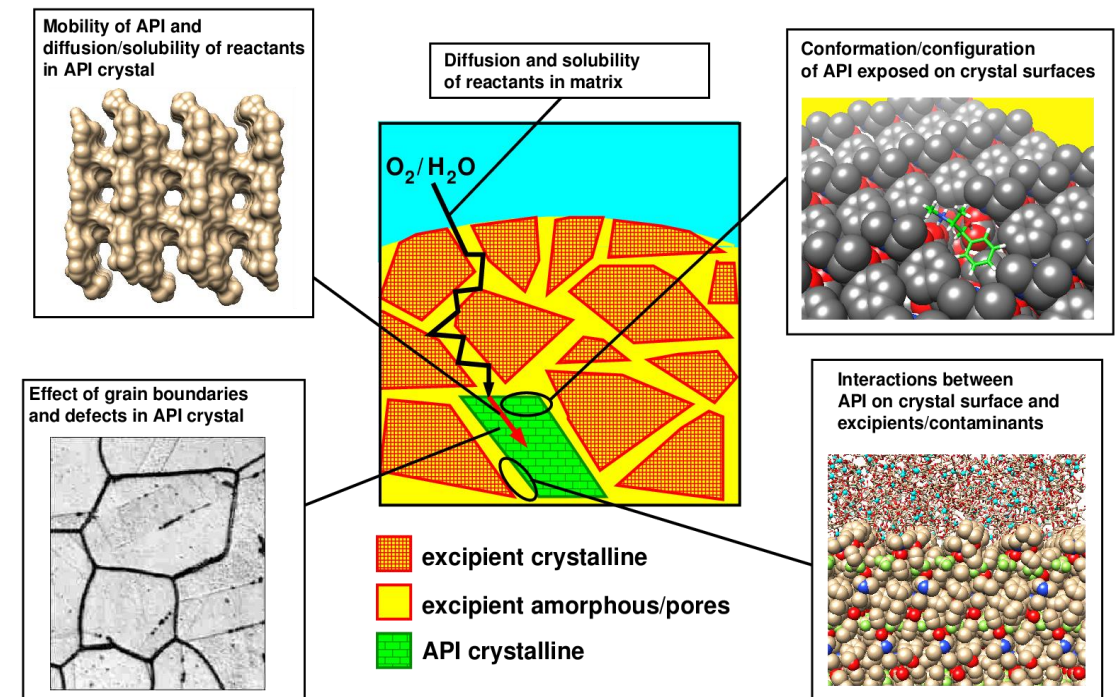 Mobility of API and
diffusion/solubility of reactants
in API crystal
Diffusion and solubility
of reactants in matrix
Conformation/configuration
of API exposed on crystal surfaces
O2/H2O
Effect of grain boundaries
and defects in API crystal
Interactions between
API on crystal surface and
excipients/contaminants
excipient crystalline
excipient amorphous/pores
API crystalline